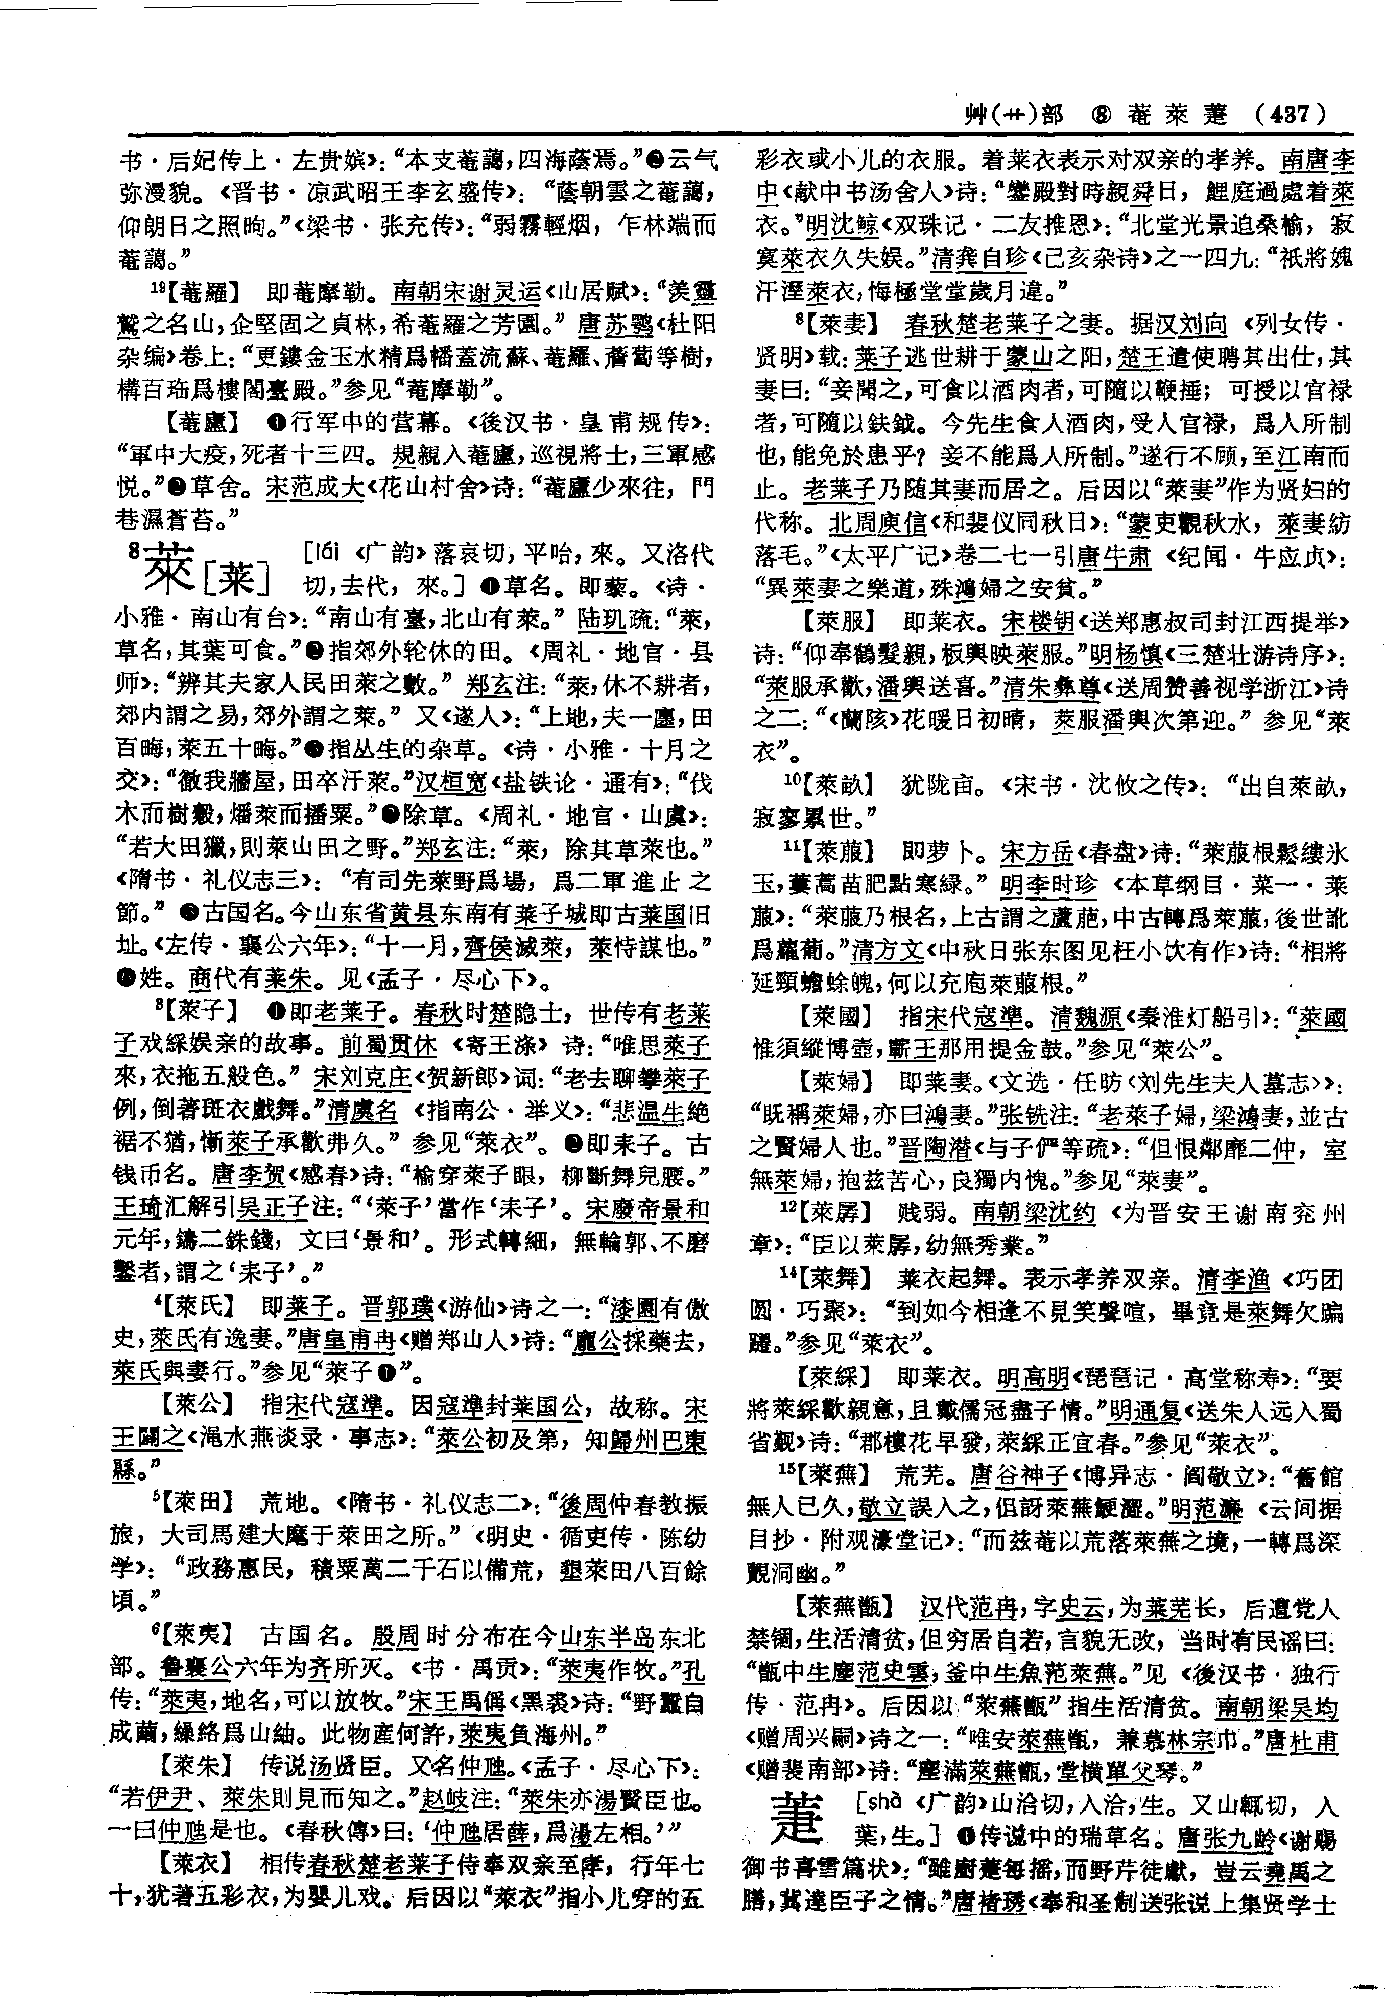 艸(艹)部 ⑧ 菴萊萐 (437)
书·后妃传上·左贵嫔》：“本支菴藹，四海蔭焉。”❷云气
弥漫貌。《晋书·凉武昭王李玄盛传》：“蔭朝雲之菴藹，
仰朗日之照昫。”《梁书·张充传》：“弱霧輕烟，乍林端而
菴藹。”
¹⁹【菴羅】 即菴摩勒。南朝宋谢灵运《山居赋》：“羡靈
鷲之名山，企堅固之貞林，希菴羅之芳園。”唐苏鹗《杜阳
杂编》卷上：“更鏤金玉水精爲幡蓋流蘇、菴羅、薝蔔等樹，
構百珤爲樓閣臺殿。”参见“菴摩勒”。
【菴廬】 ❶行军中的营幕。《後汉书·皇甫规传》：
“軍中大疫，死者十三四。規親入菴廬，巡視將士，三軍感
悦。”❷草舍。宋范成大《花山村舍》诗：“菴廬少來往，門
巷濕蒼苔。”
⁸萊[莱] [lái 《广韵》落哀切，平咍，來。又洛代
切，去代，來。]❶草名。即藜。《诗·
小雅·南山有台》：“南山有臺，北山有萊。”陆玑疏：“萊，
草名，其葉可食。”❷指郊外轮休的田。《周礼·地官·县
师》：“辨其夫家人民田萊之數。”郑玄注：“萊，休不耕者，
郊内謂之易，郊外謂之萊。”又《遂人》：“上地，夫一廛，田
百晦，萊五十晦。”❸指丛生的杂草。《诗·小雅·十月之
交》：“徹我牆屋，田卒汙萊。”汉桓宽《盐铁论·通有》：“伐
木而樹穀，燔萊而播粟。”❹除草。《周礼·地官·山虞》：
“若大田獵，則萊山田之野。”郑玄注：“萊，除其草萊也。”
《隋书·礼仪志三》：“有司先萊野爲場，爲二軍進止之
節。”❺古国名。今山东省黄县东南有莱子城即古莱国旧
址。《左传·襄公六年》：“十一月，齊侯滅萊，萊恃謀也。”
❻姓。商代有莱朱。见《孟子·尽心下》。
³【萊子】 ❶即老莱子。春秋时楚隐士，世传有老莱
子戏綵娱亲的故事。前蜀贯休《寄王涤》诗：“唯思萊子
來，衣拖五般色。”宋刘克庄《贺新郎》词：“老去聊攀萊子
例，倒著斑衣戲舞。”清虞名《指南公·举义》：“悲温生絶
裾不猶，慚萊子承歡弗久。”参见“萊衣”。❷即耒子。古
钱币名。唐李贺《感春》诗：“榆穿萊子眼，柳斷舞兒腰。”
王琦汇解引吴正子注：“‘萊子’當作‘耒子’。宋廢帝景和
元年，鑄二銖錢，文曰‘景和’。形式轉細，無輪郭、不磨
鑿者，謂之‘耒子’。”
⁴【萊氏】 即莱子。晋郭璞《游仙》诗之一：“漆園有傲
史，萊氏有逸妻。”唐皇甫冉《赠郑山人》诗：“龐公採藥去，
萊氏與妻行。”参见“萊子❶”。
【萊公】 指宋代寇準。因寇準封莱国公，故称。宋
王闢之《渑水燕谈录·事志》：“萊公初及第，知歸州巴東
縣。”
⁵【萊田】 荒地。《隋书·礼仪志二》：“後周仲春教振
旅，大司馬建大麾于萊田之所。”《明史·循吏传·陈幼
学》：“政務惠民，積粟萬二千石以備荒，墾萊田八百餘
頃。”
⁶【萊夷】 古国名。殷周时分布在今山东半岛东北
部。鲁襄公六年为齐所灭。《书·禹贡》：“萊夷作牧。”孔
传：“萊夷，地名，可以放牧。”宋王禹偁《黑裘》诗：“野蠶自
成繭，繰絡爲山紬。此物産何許，萊夷負海州。”
【萊朱】 传说汤贤臣。又名仲虺。《孟子·尽心下》：
“若伊尹、萊朱則見而知之。”赵岐注：“萊朱亦湯賢臣也。
一曰仲虺是也。《春秋傳》曰：‘仲虺居薛，爲湯左相。’”
【萊衣】 相传春秋楚老莱子侍奉双亲至孝，行年七
十，犹著五彩衣，为婴儿戏。后因以“萊衣”指小儿穿的五
彩衣或小儿的衣服。着莱衣表示对双亲的孝养。南唐李
中《献中书汤舍人》诗：“鑾殿對時親舜日，鯉庭過處着萊
衣。”明沈鲸《双珠记·二友推恩》：“北堂光景迫桑榆，寂
寞萊衣久失娱。”清龚自珍《己亥杂诗》之一四九：“祇將媿
汗溼萊衣，悔極堂堂歲月違。”
⁸【萊妻】 春秋楚老莱子之妻。据汉刘向《列女传·
贤明》载：莱子逃世耕于蒙山之阳，楚王遣使聘其出仕，其
妻曰：“妾聞之，可食以酒肉者，可隨以鞭捶；可授以官禄
者，可隨以鈇鉞。今先生食人酒肉，受人官禄，爲人所制
也，能免於患乎？妾不能爲人所制。”遂行不顾，至江南而
止。老莱子乃随其妻而居之。后因以“萊妻”作为贤妇的
代称。北周庾信《和裴仪同秋日》：“蒙吏觀秋水，萊妻紡
落毛。”《太平广记》卷二七一引唐牛肃《纪闻·牛应贞》：
“異萊妻之樂道，殊鴻婦之安貧。”
【萊服】 即莱衣。宋楼钥《送郑惠叔司封江西提举》
诗：“仰奉鶴髮親，板輿映萊服。”明杨慎《三楚壮游诗序》：
“萊服承歡，潘輿送喜。”清朱彝尊《送周赞善视学浙江》诗
之二：“《蘭陔》花暖日初晴，萊服潘輿次第迎。”参见“萊
衣”。
¹⁰【萊畝】 犹陇亩。《宋书·沈攸之传》：“出自萊畝，
寂寥累世。”
¹¹【萊菔】 即萝卜。宋方岳《春盘》诗：“萊菔根鬆縷冰
玉，蔞蒿苗肥點寒緑。”明李时珍《本草纲目·菜一·莱
菔》：“萊菔乃根名，上古謂之蘆萉，中古轉爲萊菔，後世訛
爲蘿蔔。”清方文《中秋日张东图见枉小饮有作》诗：“相將
延頸蟾蜍魄，何以充庖萊菔根。”
【萊國】 指宋代寇準。清魏源《秦淮灯船引》：“萊國
惟須縱博壺，蘄王那用提金鼓。”参见“萊公”。
【萊婦】 即莱妻。《文选·任昉〈刘先生夫人墓志〉》：
“既稱萊婦，亦曰鴻妻。”张铣注：“老萊子婦，梁鴻妻，並古
之賢婦人也。”晋陶潜《与子俨等疏》：“但恨鄰靡二仲，室
無萊婦，抱兹苦心，良獨内愧。”参见“萊妻”。
¹²【萊孱】 贱弱。南朝梁沈约《为晋安王谢南兖州
章》：“臣以萊孱，幼無秀業。”
¹⁴【萊舞】 莱衣起舞。表示孝养双亲。清李渔《巧团
圆·巧聚》：“到如今相逢不見笑聲喧，畢竟是萊舞欠蹁
躚。”参见“萊衣”。
【萊綵】 即莱衣。明高明《琵琶记·高堂称寿》：“要
將萊綵歡親意，且戴儒冠盡子情。”明通复《送朱人远入蜀
省觐》诗：“郡樓花早發，萊綵正宜春。”参见“萊衣”。
¹⁵【萊蕪】 荒芜。唐谷神子《博异志·阎敬立》：“舊館
無人已久，敬立誤入之，但訝萊蕪鯁澀。”明范濂《云间据
目抄·附观濠堂记》：“而兹菴以荒落萊蕪之境，一轉爲深
覩洞幽。”
【萊蕪甑】 汉代范冉，字史云，为莱芜长，后遭党人
禁锢，生活清贫，但穷居自若，言貌无改，当时有民谣曰：
“甑中生塵范史雲，釜中生魚范萊蕪。”见《後汉书·独行
传·范冉》。后因以“萊蕪甑”指生活清贫。南朝梁吴均
《赠周兴嗣》诗之一：“唯安萊蕪甑，兼慕林宗巾。”唐杜甫
《赠裴南部》诗：“塵滿萊蕪甑，堂横單父琴。”
萐 [shà 《广韵》山洽切，入洽，生。又山輒切，入
葉，生。]❶传说中的瑞草名。唐张九龄《谢赐
御书喜雪篇状》：“雖廚萐每摇，而野芹徒獻，豈云堯禹之
膳，冀達臣子之情。”唐褚琇《奉和圣制送张说上集贤学士